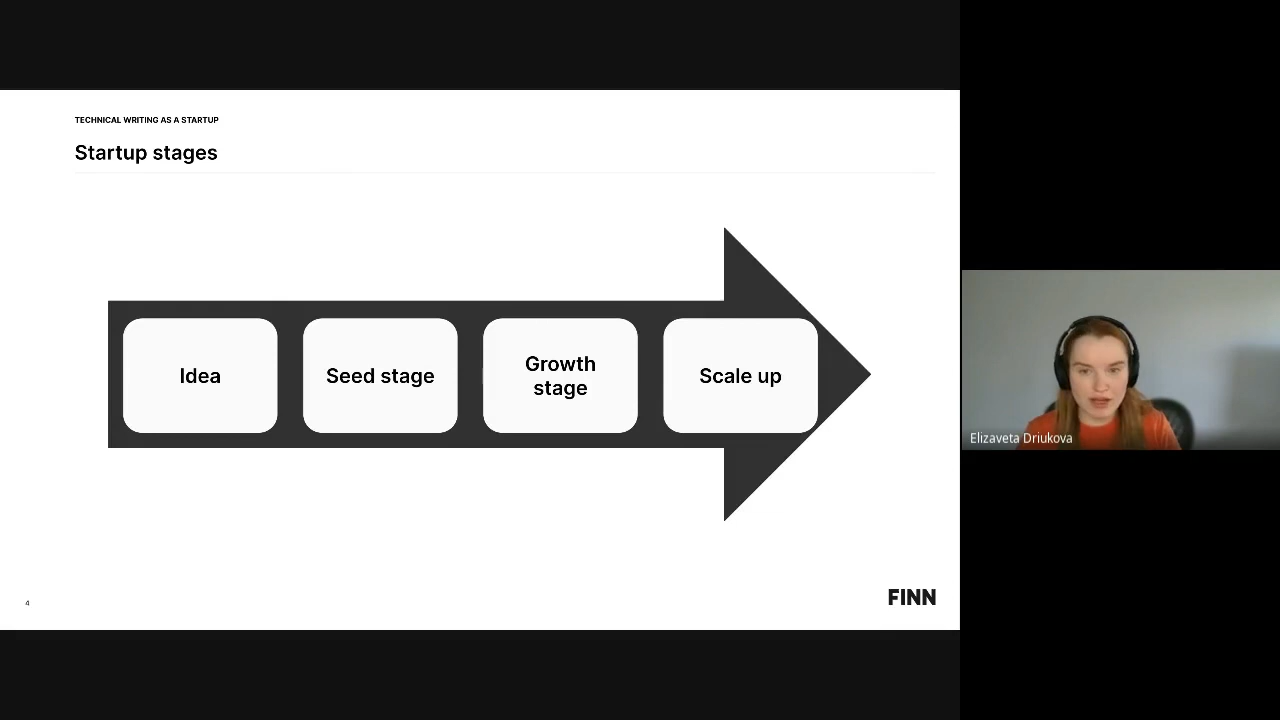 TECHNICAL WRITING AS A STARTUP
Startup stages
Idea
Seed stage
Growth
stage
Scale up
4
FINN
Elizaveta Driukova